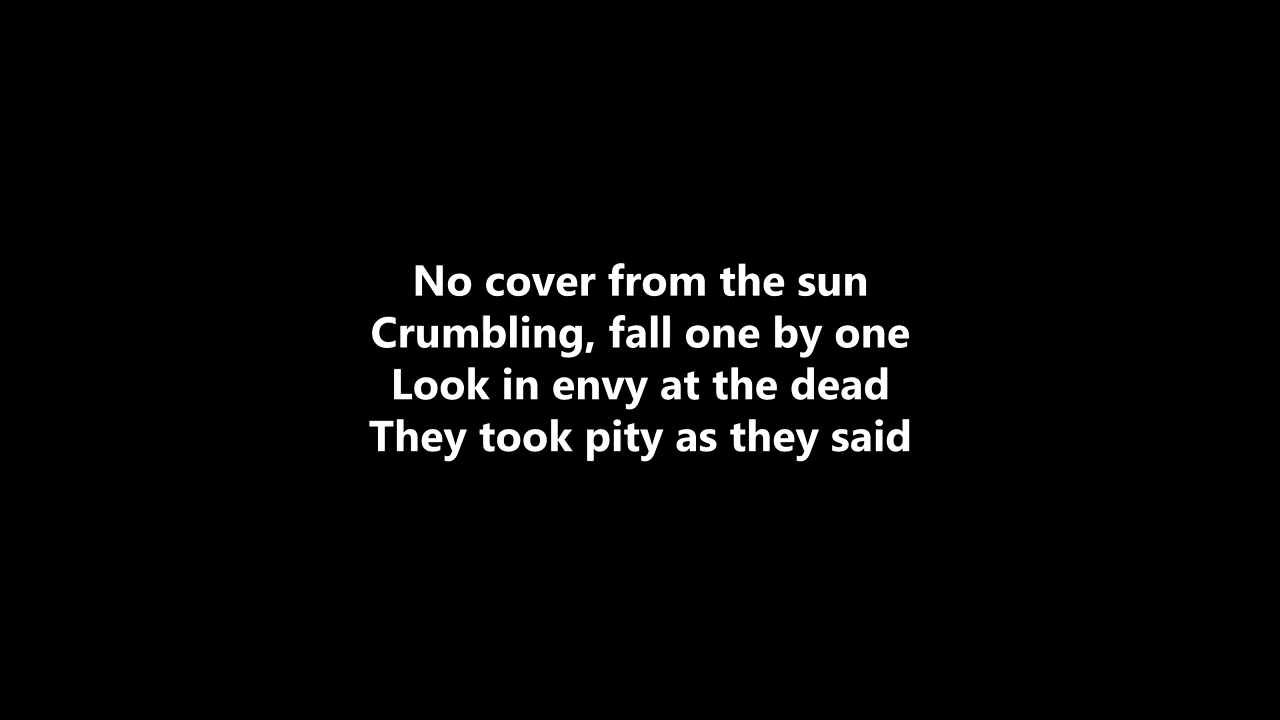 No cover from the sun
Crumbling, fall one by one
Look in envy at the dead
They took pity as they said